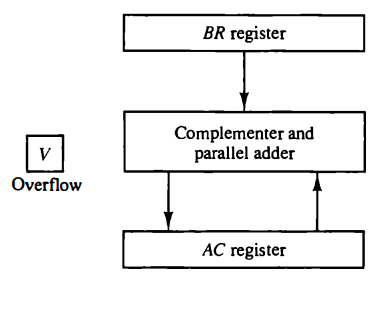 BR register
Complementer and
parallel adder
V
Overflow
AC register